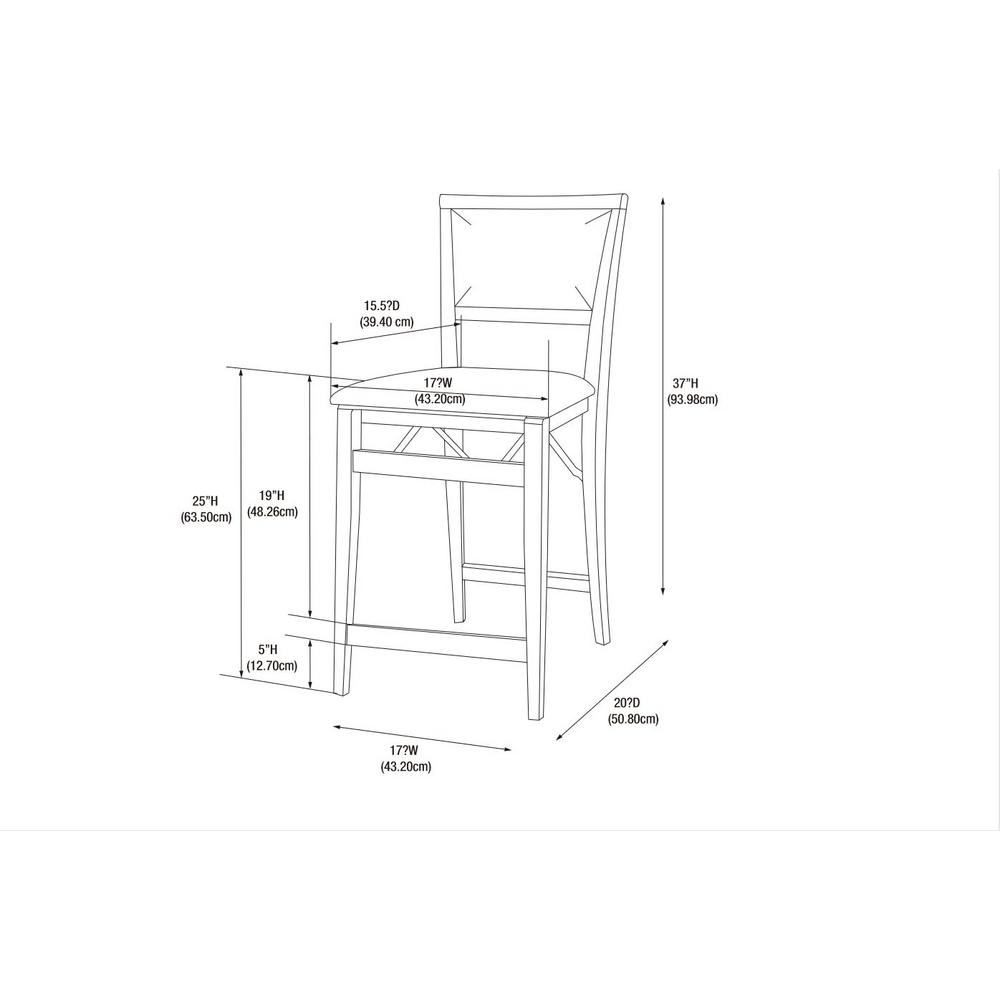 15.5?D
(39.40 cm)
17?W
(43.20cm)
37”H
(93.98cm)
25”H
(63.50cm)
19”H
(48.26cm)
5”H
(12.70cm)
20?D
(50.80cm)
17?W
(43.20cm)